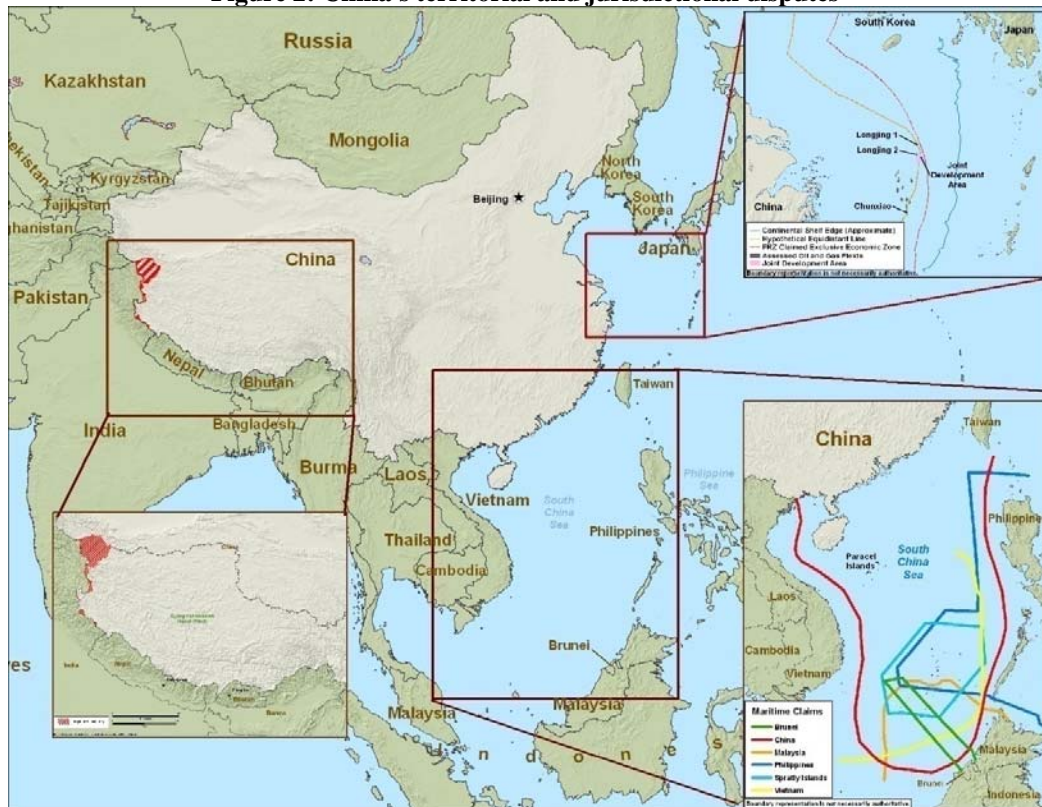 Figure 2: China's territorial and jurisdictional disputes
Russia
Kazakhstan
Mongolia
Kyrgyzstan
Tajikistan
Pakistan
Beijing
North
Korea
South
Korea
Japan
China
Nepal
Bhutan
India
Bangladesh
Burma
Laos
Vietnam
Thailand
Cambodia
Taiwan
South
China
Sea
Philippine
Sea
Philippines
Brunei
Malaysia
Malaysia
Indones
South Korea
Japan
Longjing 1
Longjing 2
Joint
Development
Area
Chunxiao
China
Continental Shelf Edge (Approximate)
Hypothetical Equidistant Line
PRZ Claimed Exclusive Economic Zone
Assessed Oil and Gas Fields
Joint Development Area
Boundary representation is not necessarily authoritative.
China
Taiwan
Philippine
Paracel
Islands
South
China
Sea
Laos
Cambodia
Vietnam
Malaysia
Brunei
Indonesia
Maritime Claims
Brunei
China
Malaysia
Philippines
Spratly Islands
Vietnam
Boundary representation is not necessarily authoritative.
India
Nepal